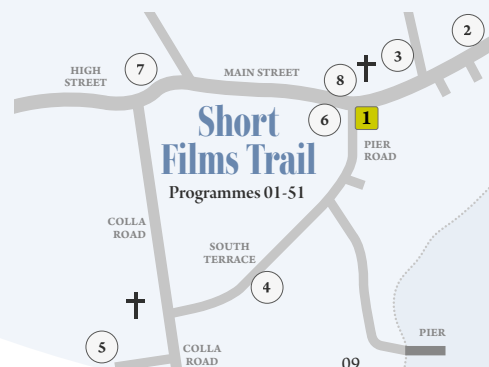 2
3
7
HIGH
STREET
MAIN STREET
8
6
1
Short
Films Trail
Programmes 01-51
PIER
ROAD
COLLA
ROAD
SOUTH
TERRACE
4
5
COLLA
ROAD
PIER
09